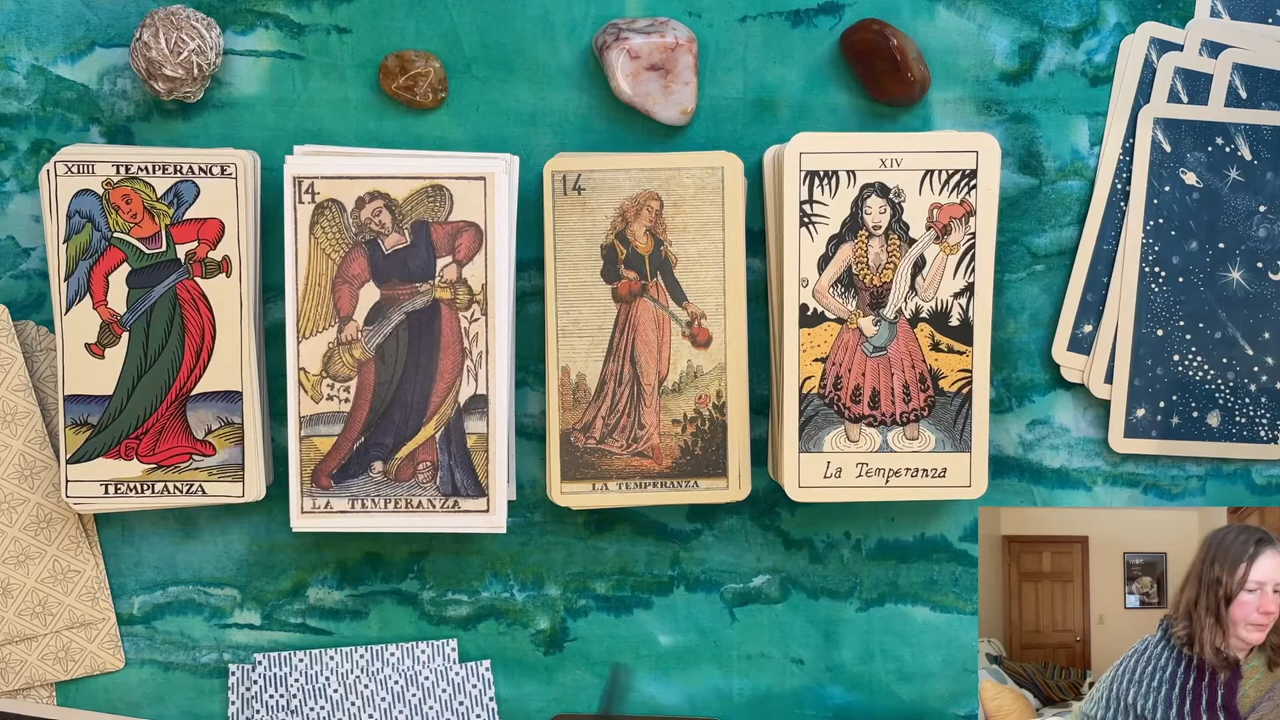 XIIII TEMPERANCE
TEMPLANZA
14
LA TEMPERANZA
14
LA TEMPERANZA
XIV
La Temperanza